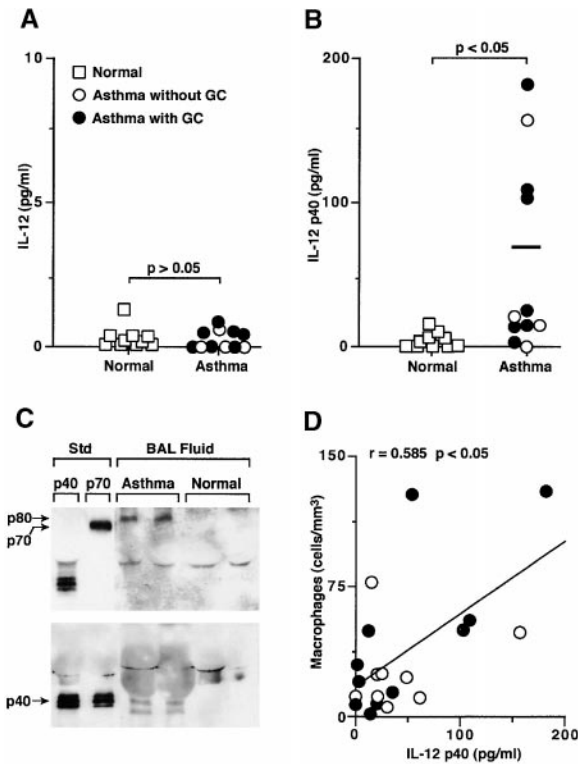 A
10
Normal
Asthma without GC
Asthma with GC
IL-12 (pg/ml)
5
p > 0.05
0
Normal Asthma
B
p < 0.05
200
IL-12 p40 (pg/ml)
100
0
Normal Asthma
C
Std BAL Fluid
p40 p70 Asthma Normal
p80
p70
p40
D
150
r = 0.585 p < 0.05
Macrophages (cells/mm³)
75
0
0 100 200
IL-12 p40 (pg/ml)